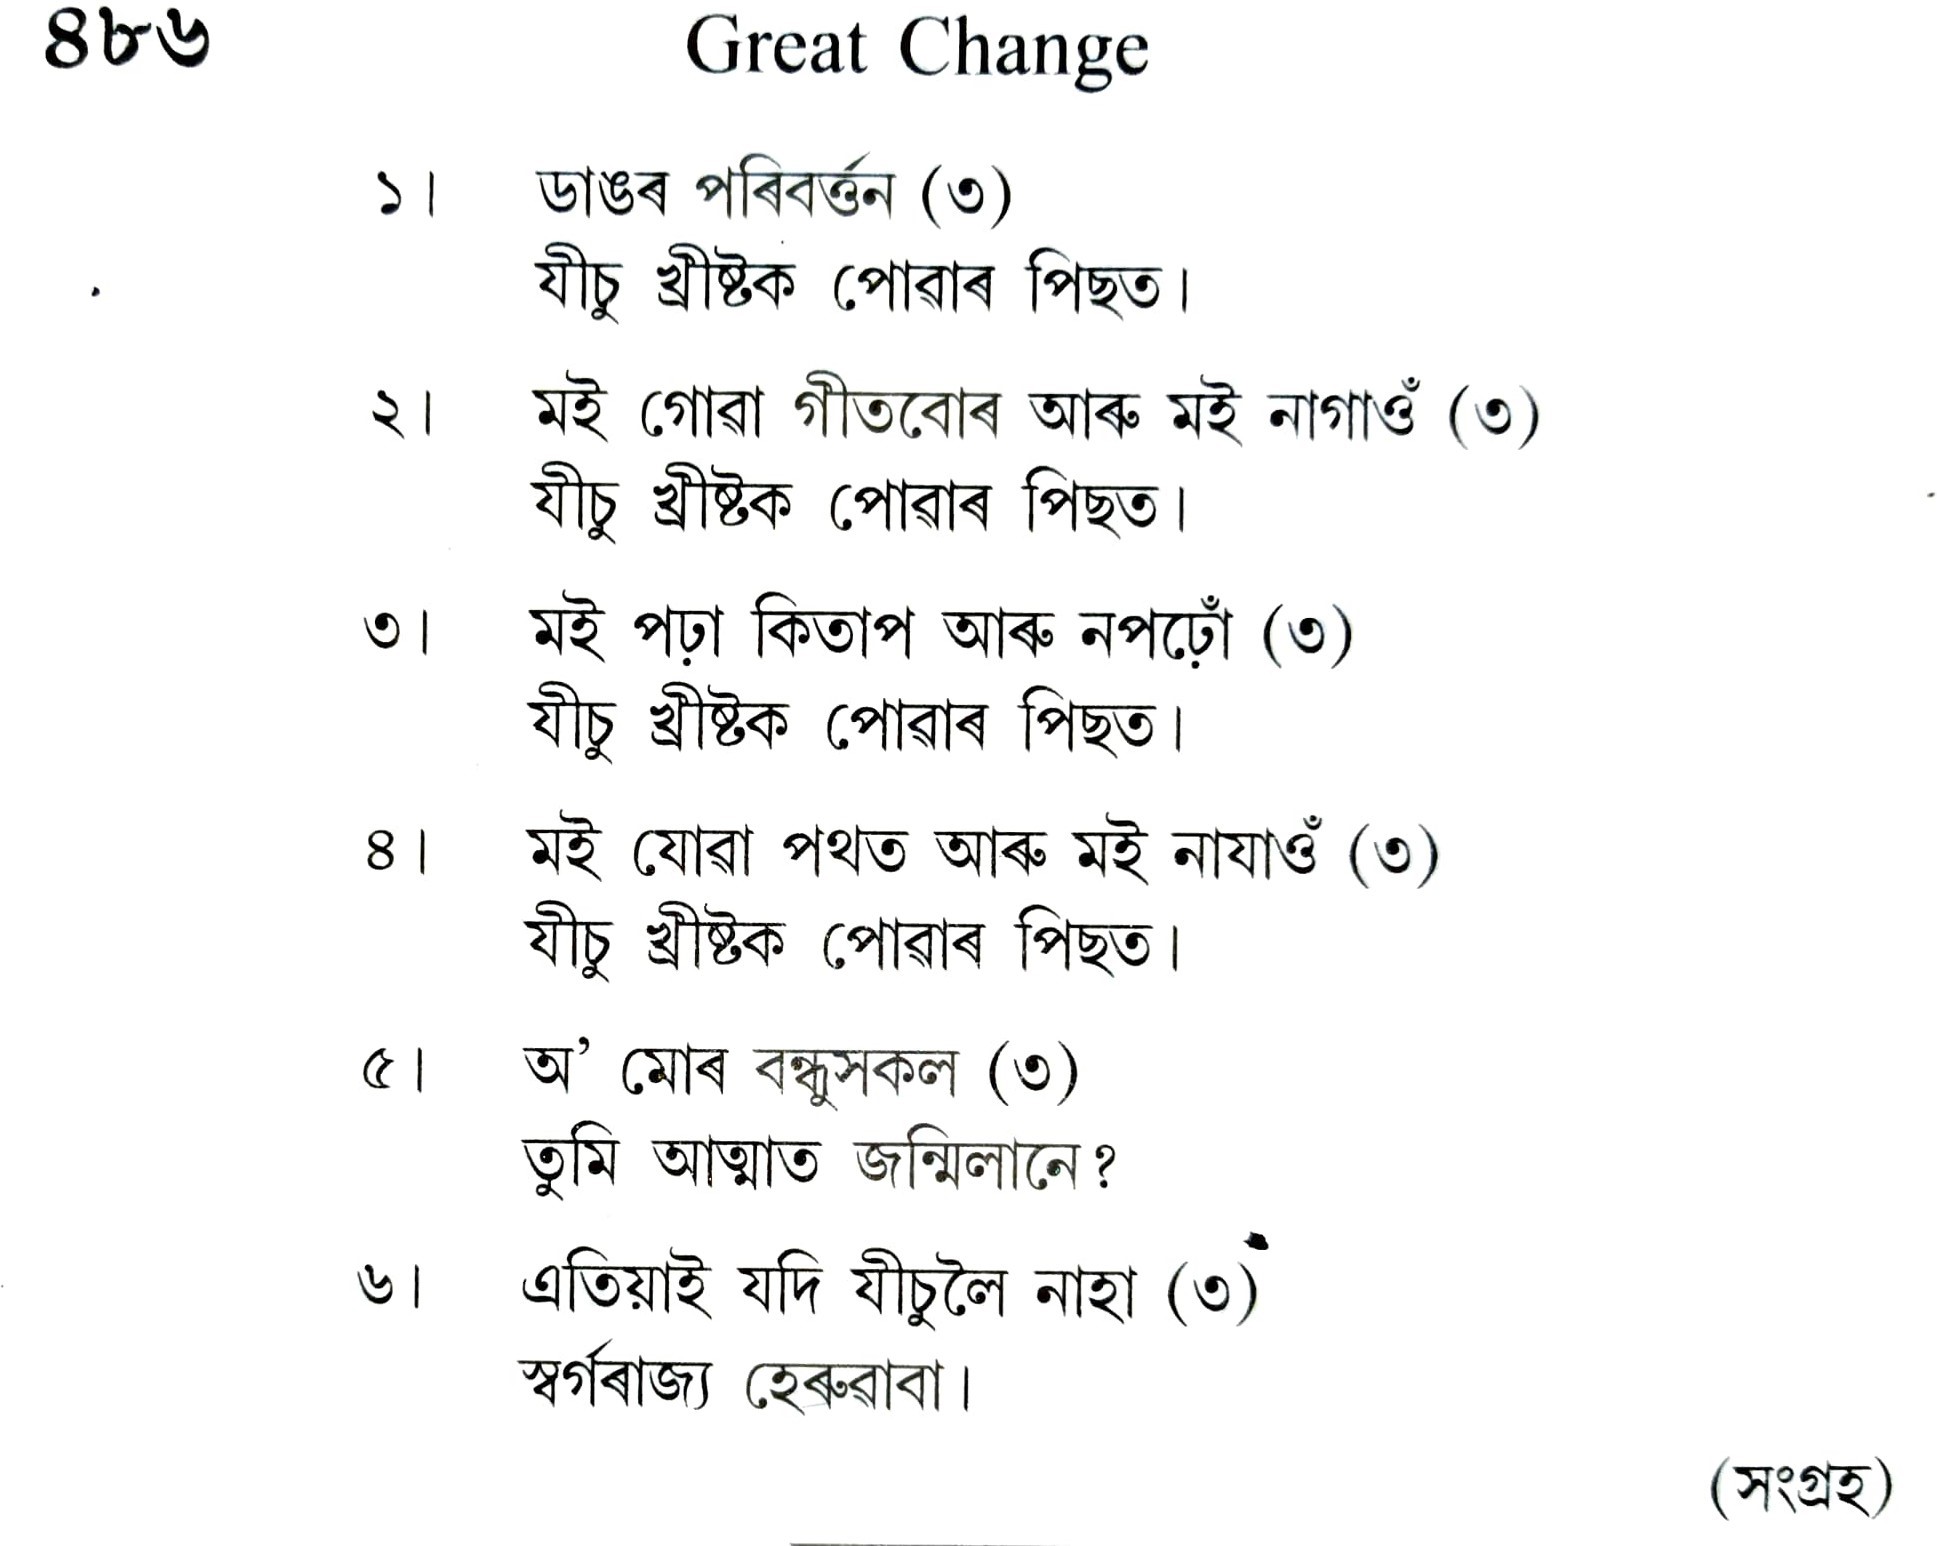 ৪৮৬ Great Change
১। ডাঙৰ পৰিবৰ্ত্তন (৩)
যীচু খ্ৰীষ্টক পোৱাৰ পিছত।
২। মই গোৱা গীতবোৰ আৰু মই নাগাওঁ (৩)
যীচু খ্ৰীষ্টক পোৱাৰ পিছত।
৩। মই পঢ়া কিতাপ আৰু নপঢ়োঁ (৩)
যীচু খ্ৰীষ্টক পোৱাৰ পিছত।
৪। মই যোৱা পথত আৰু মই নাযাওঁ (৩)
যীচু খ্ৰীষ্টক পোৱাৰ পিছত।
৫। অ’ মোৰ বন্ধুসকল (৩)
তুমি আত্মাত জন্মিলানে?
৬। এতিয়াই যদি যীচুলৈ নাহা (৩)
স্বৰ্গৰাজ্য হেৰুৱাবা।
(সংগ্ৰহ)